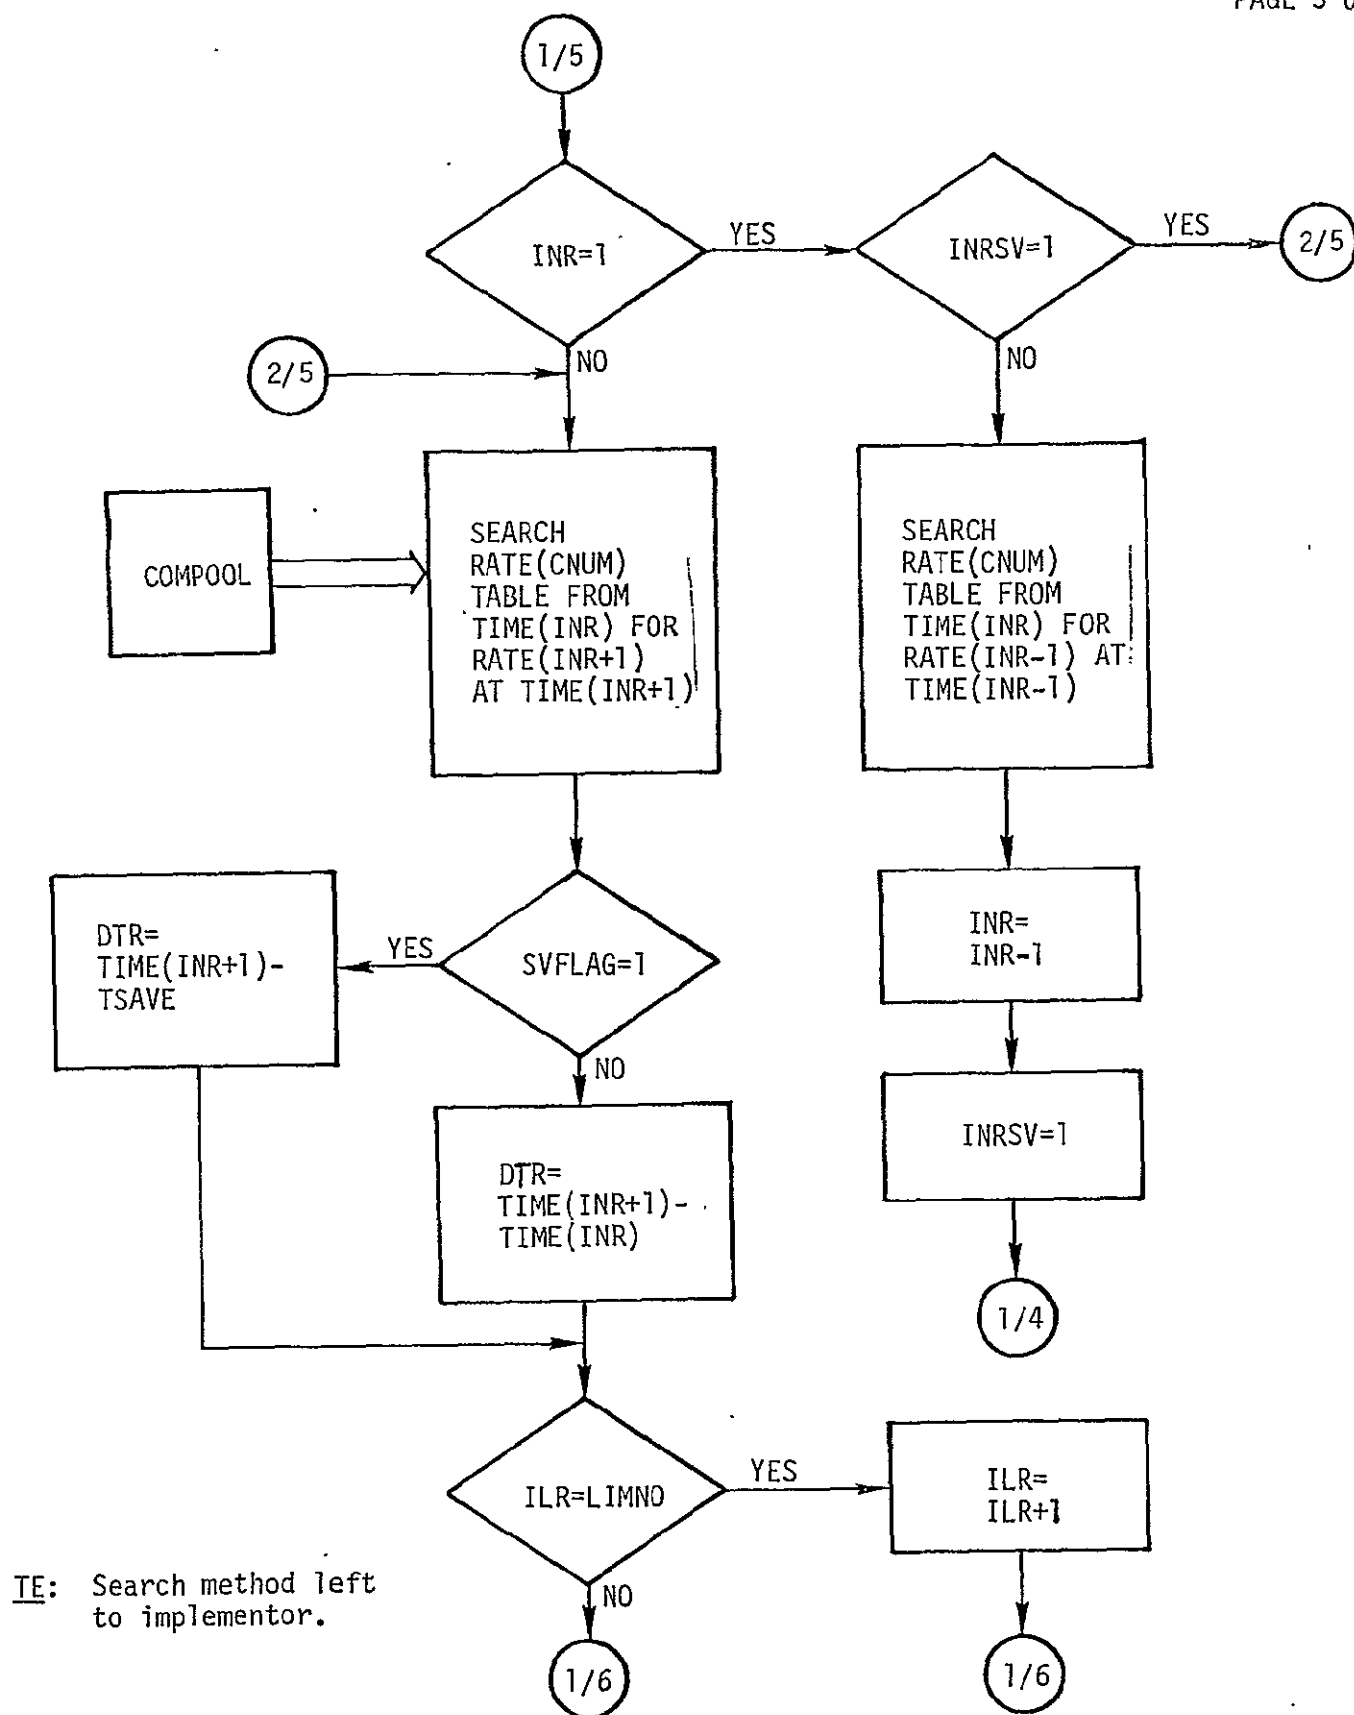 PAGE 5
1/5
INR=1
YES
INRSV=1
YES
2/5
NO
NO
2/5
COMPOOL
SEARCH
RATE(CNUM)
TABLE FROM
TIME(INR) FOR
RATE(INR+1)
AT TIME(INR+1)
SEARCH
RATE(CNUM)
TABLE FROM
TIME(INR) FOR
RATE(INR-1) AT
TIME(INR-1)
DTR=
TIME(INR+1)-
TSAVE
YES
SVFLAG=1
NO
INR=
INR-1
DTR=
TIME(INR+1)-
TIME(INR)
INRSV=1
1/4
ILR=LIMNO
YES
ILR=
ILR+1
NO
TE: Search method left
to implementor.
1/6
1/6